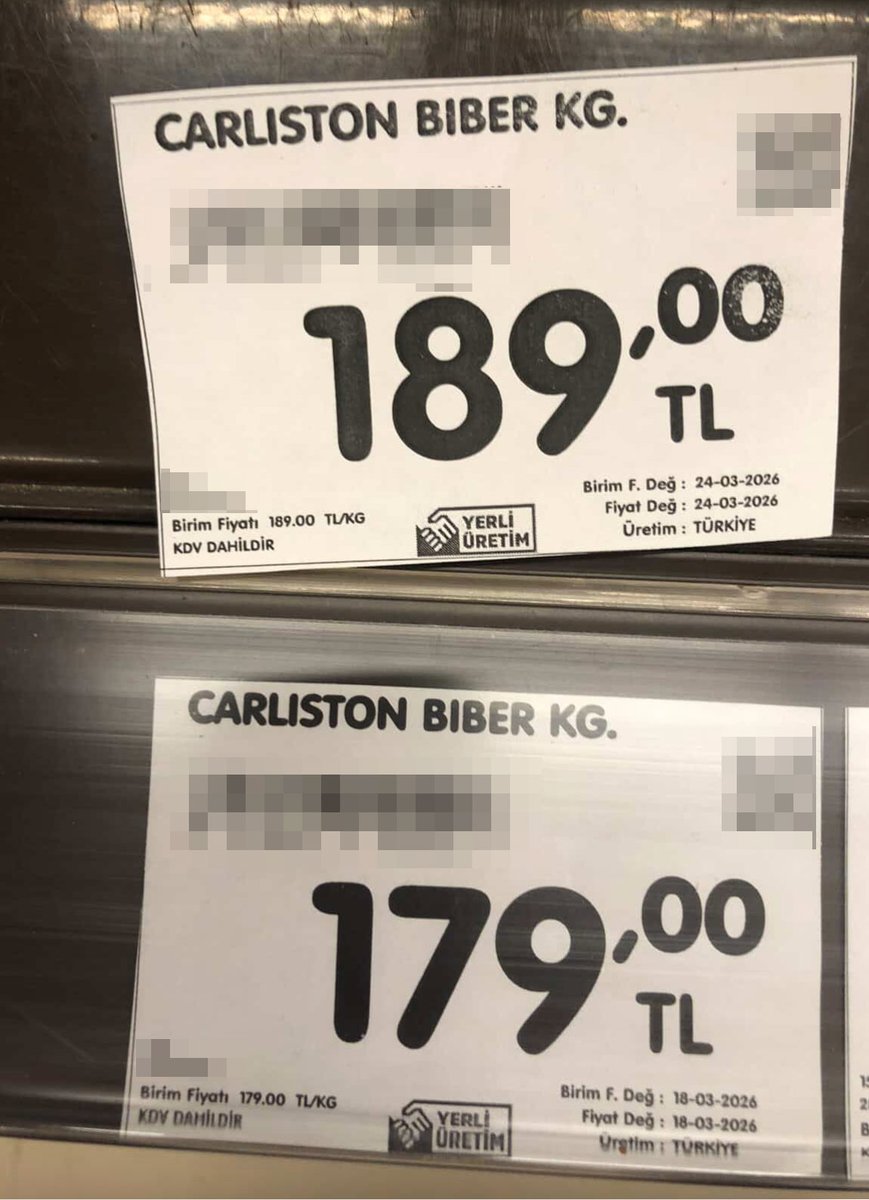 CARLISTON BIBER KG.
189,00
TL
Birim F. Değ : 24-03-2026
Fiyat Değ : 24-03-2026
Üretim : TÜRKİYE
Birim Fiyatı 189.00 TL/KG
KDV DAHİLDİR
YERLİ
ÜRETİM
CARLISTON BIBER KG.
179,00
TL
Birim F. Değ : 18-03-2026
Fiyat Değ : 18-03-2026
Üretim : TÜRKİYE
Birim Fiyatı 179.00 TL/KG
KDV DAHİLDİR
YERLİ
ÜRETİM